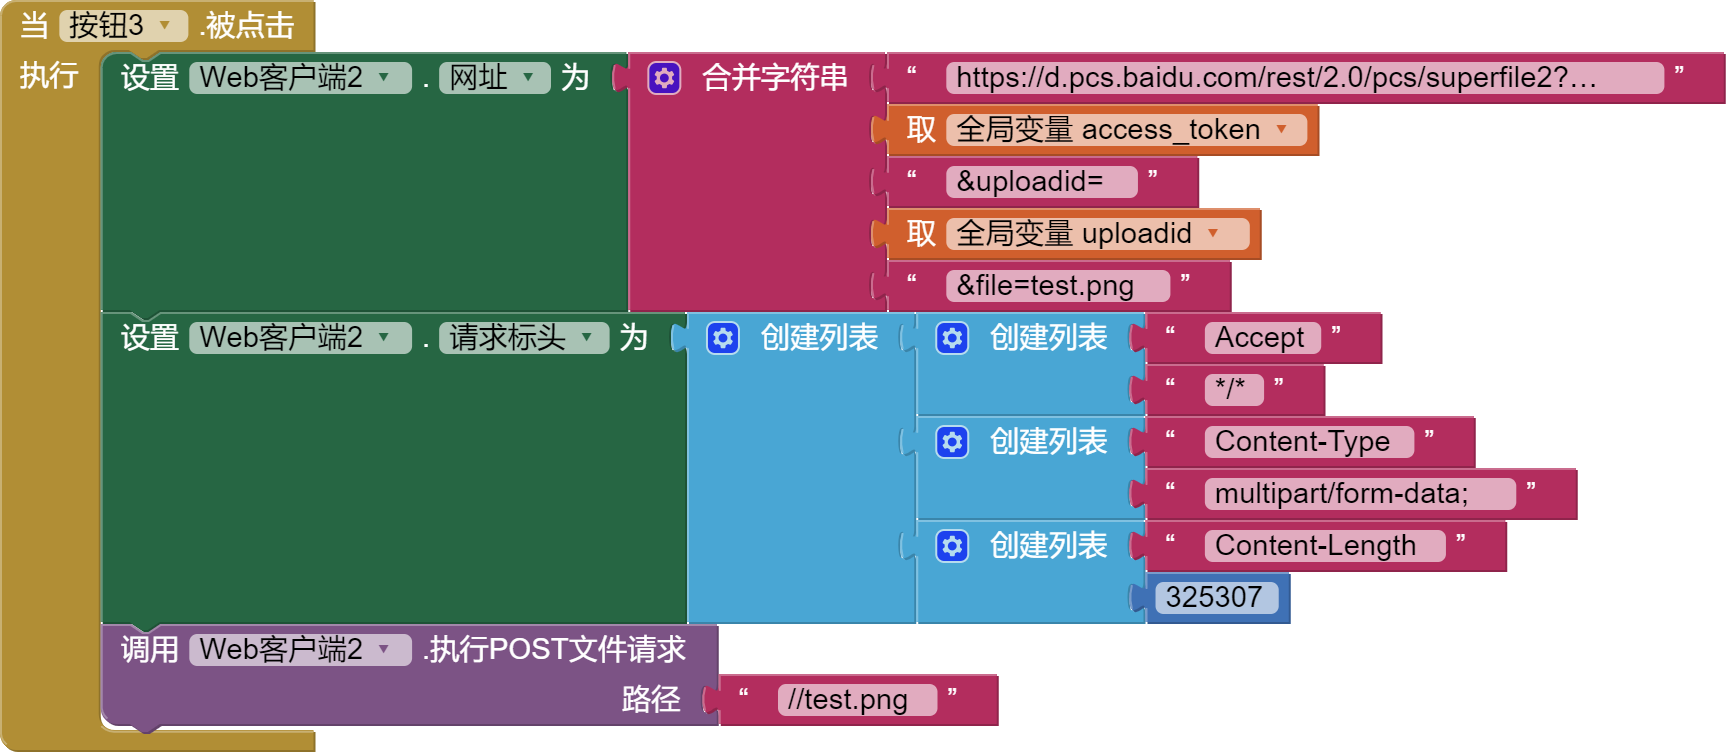 当 按钮3 .被点击
执行 设置 Web客户端2 . 网址 为 合并字符串 “ https://d.pcs.baidu.com/rest/2.0/pcs/superfile2?... ”
取 全局变量 access_token
“ &uploadid= ”
取 全局变量 uploadid
“ &file=test.png ”
设置 Web客户端2 . 请求标头 为 创建列表 创建列表 “ Accept ”
“ */* ”
创建列表 “ Content-Type ”
“ multipart/form-data; ”
创建列表 “ Content-Length ”
325307
调用 Web客户端2 .执行POST文件请求
路径 “ //test.png ”